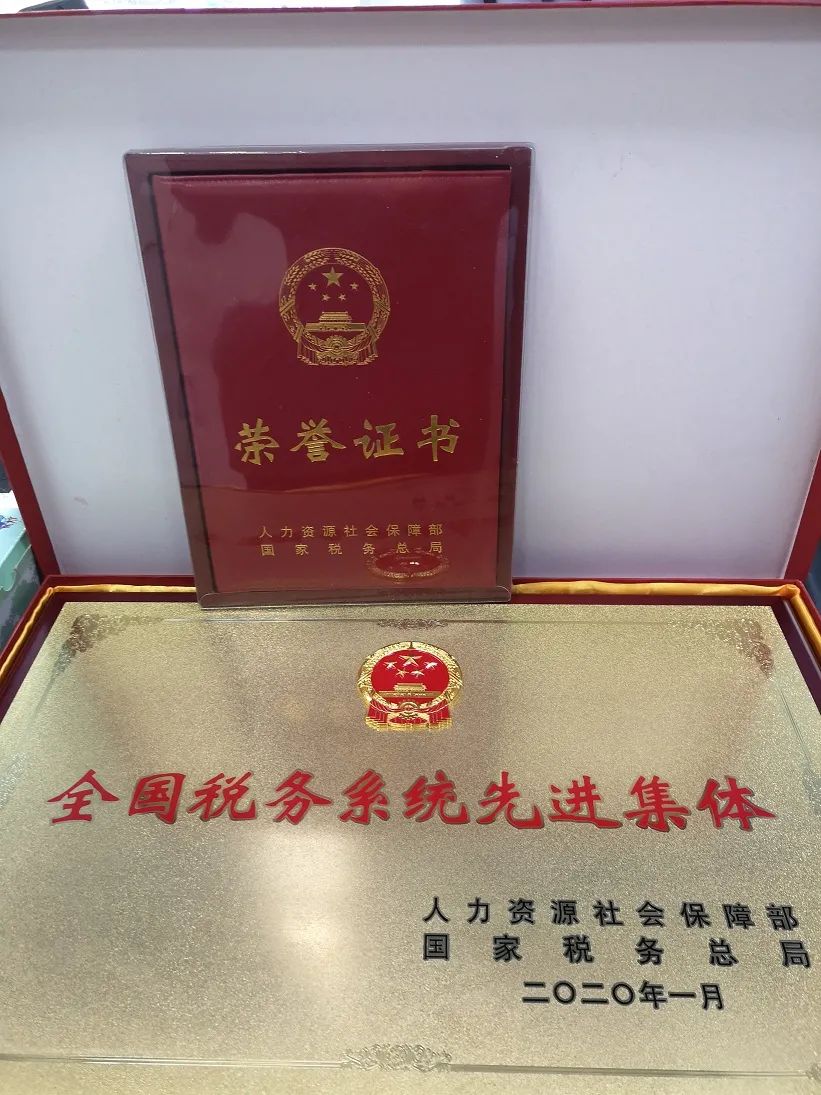 荣誉证书
人力资源社会保障部
国家税务总局
全国税务系统先进集体
人力资源社会保障部
国家税务总局
二〇二〇年一月